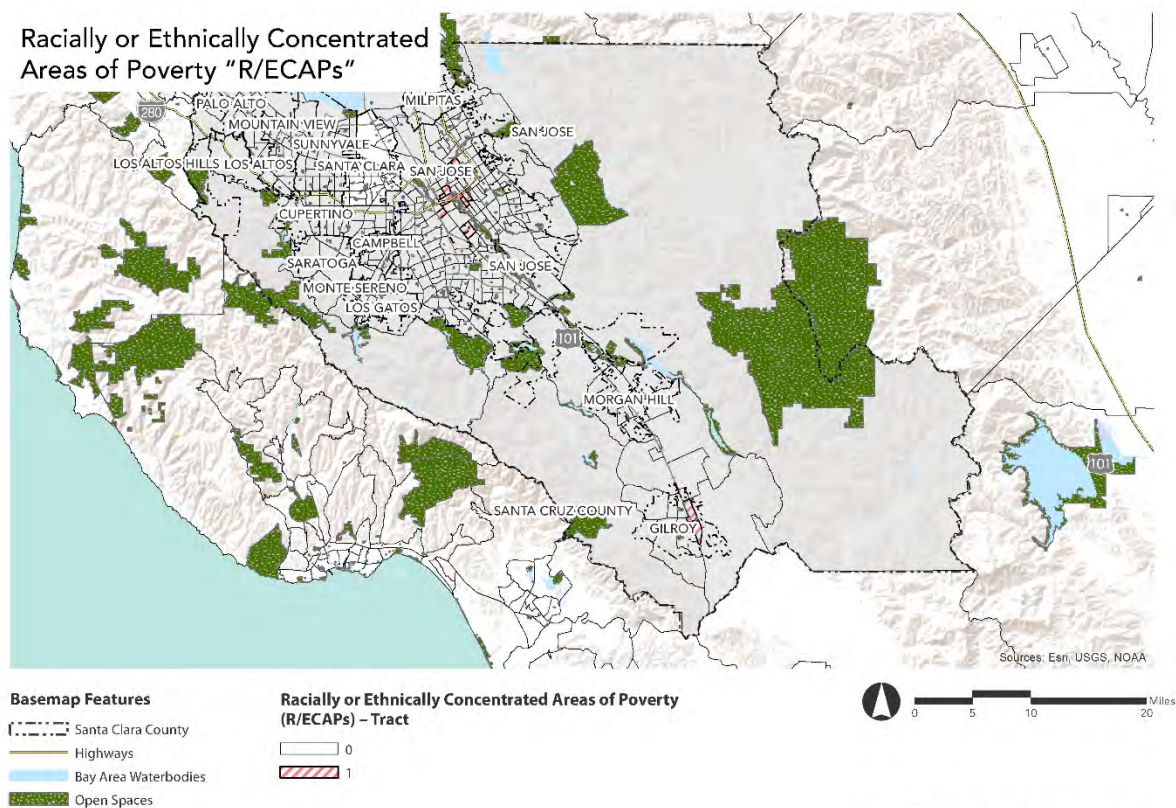 Racially or Ethnically Concentrated
Areas of Poverty "R/ECAPs"
MILPITAS
PALO ALTO
280
MOUNTAIN VIEW
SAN JOSE
SUNNYVALE
LOS ALTOS HILLS
LOS ALTOS
SANTA CLARA
SAN JOSE
CUPERTINO
CAMPBELL
SARATOGA
SAN JOSE
MONTE SERENO
LOS GATOS
101
MORGAN HILL
101
SANTA CRUZ COUNTY
GILROY
Sources: Esri, USGS, NOAA
Basemap Features
Santa Clara County
Highways
Bay Area Waterbodies
Open Spaces
Racially or Ethnically Concentrated Areas of Poverty
(R/ECAPs) – Tract
0
1
Miles
0 5 10 20